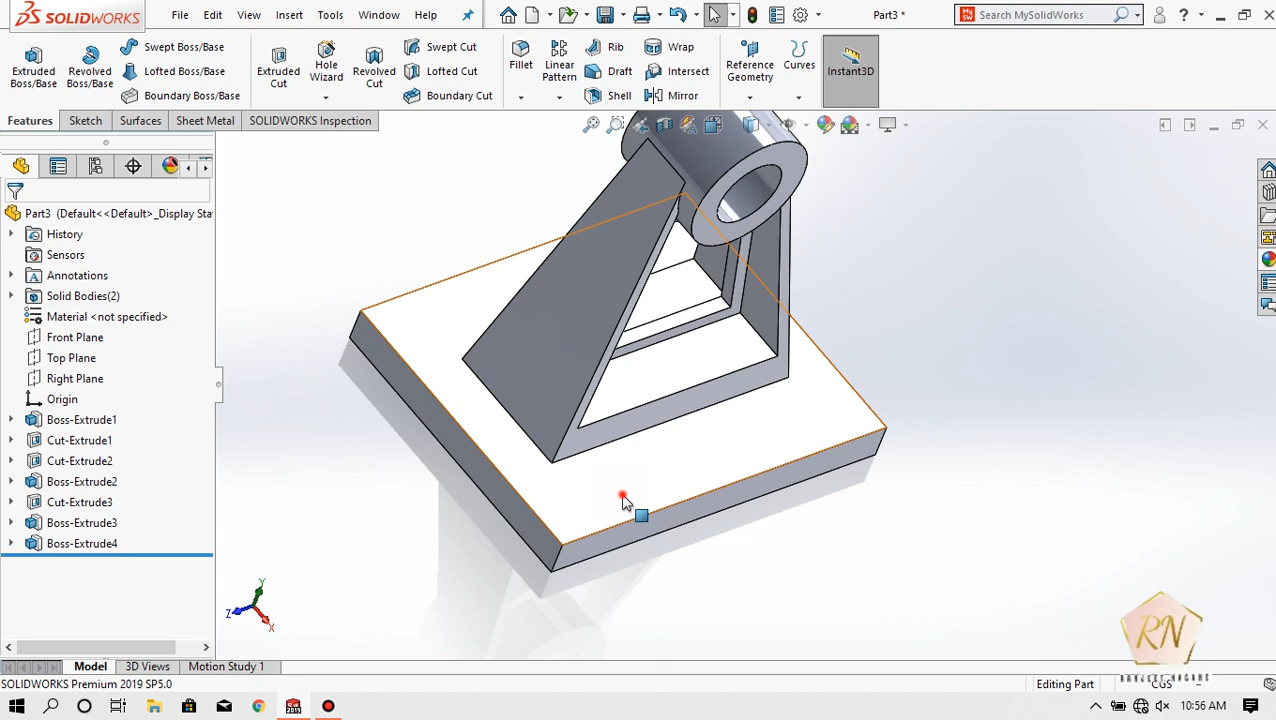 SOLIDWORKS File Edit View Insert Tools Window Help Part3 * Search MySolidWorks ?
Extruded Boss/Base
Revolved Boss/Base
Swept Boss/Base
Lofted Boss/Base
Boundary Boss/Base
Extruded Cut
Hole Wizard
Revolved Cut
Swept Cut
Lofted Cut
Boundary Cut
Fillet
Linear Pattern
Rib
Draft
Shell
Wrap
Intersect
Mirror
Reference Geometry
Curves
Instant3D
Features Sketch Surfaces Sheet Metal SOLIDWORKS Inspection
Part3 (Default<<Default>_Display Sta
History
Sensors
Annotations
Solid Bodies(2)
Material <not specified>
Front Plane
Top Plane
Right Plane
Origin
Boss-Extrude1
Cut-Extrude1
Cut-Extrude2
Boss-Extrude2
Cut-Extrude3
Boss-Extrude3
Boss-Extrude4
Y
Z
X
RN
Model 3D Views Motion Study 1
SOLIDWORKS Premium 2019 SP5.0 Editing Part CGS
10:56 AM